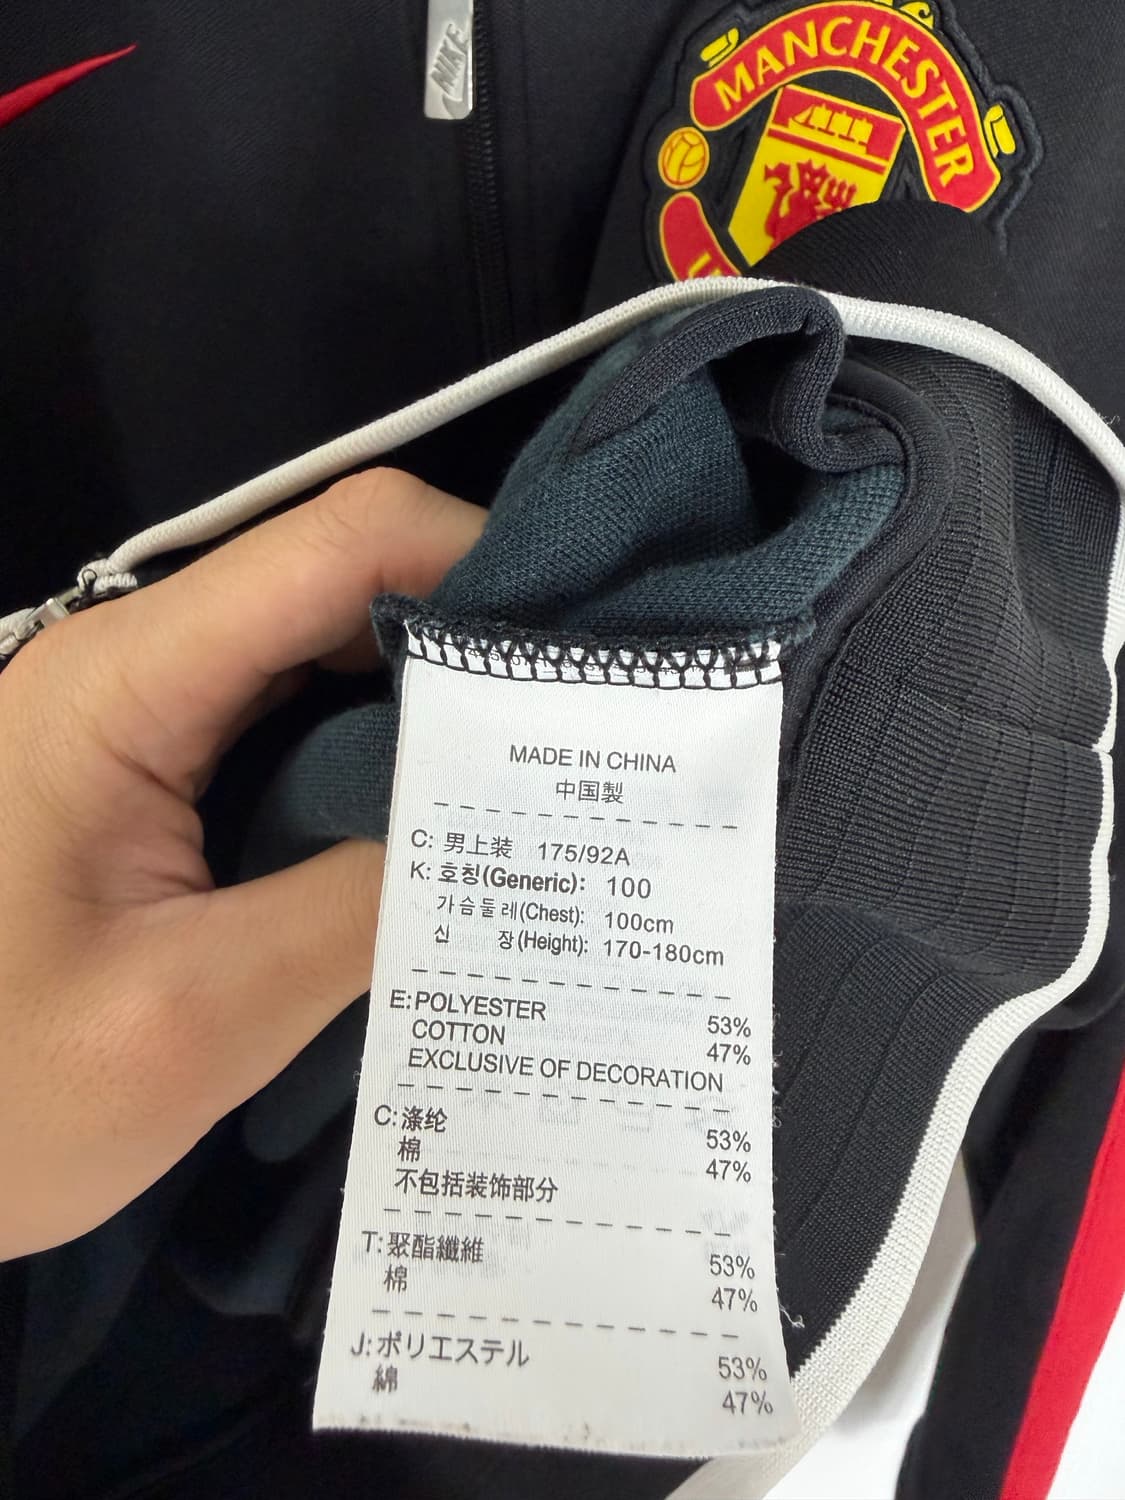 NIKE
MANCHESTER
MADE IN CHINA
中国製
C: 男上装 175/92A
K: 호칭(Generic): 100
가슴둘레(Chest): 100cm
신 장(Height): 170-180cm
E: POLYESTER 53%
COTTON 47%
EXCLUSIVE OF DECORATION
C: 涤纶 53%
棉 47%
不包括装饰部分
T: 聚酯纖維 53%
棉 47%
J: ポリエステル 53%
綿 47%